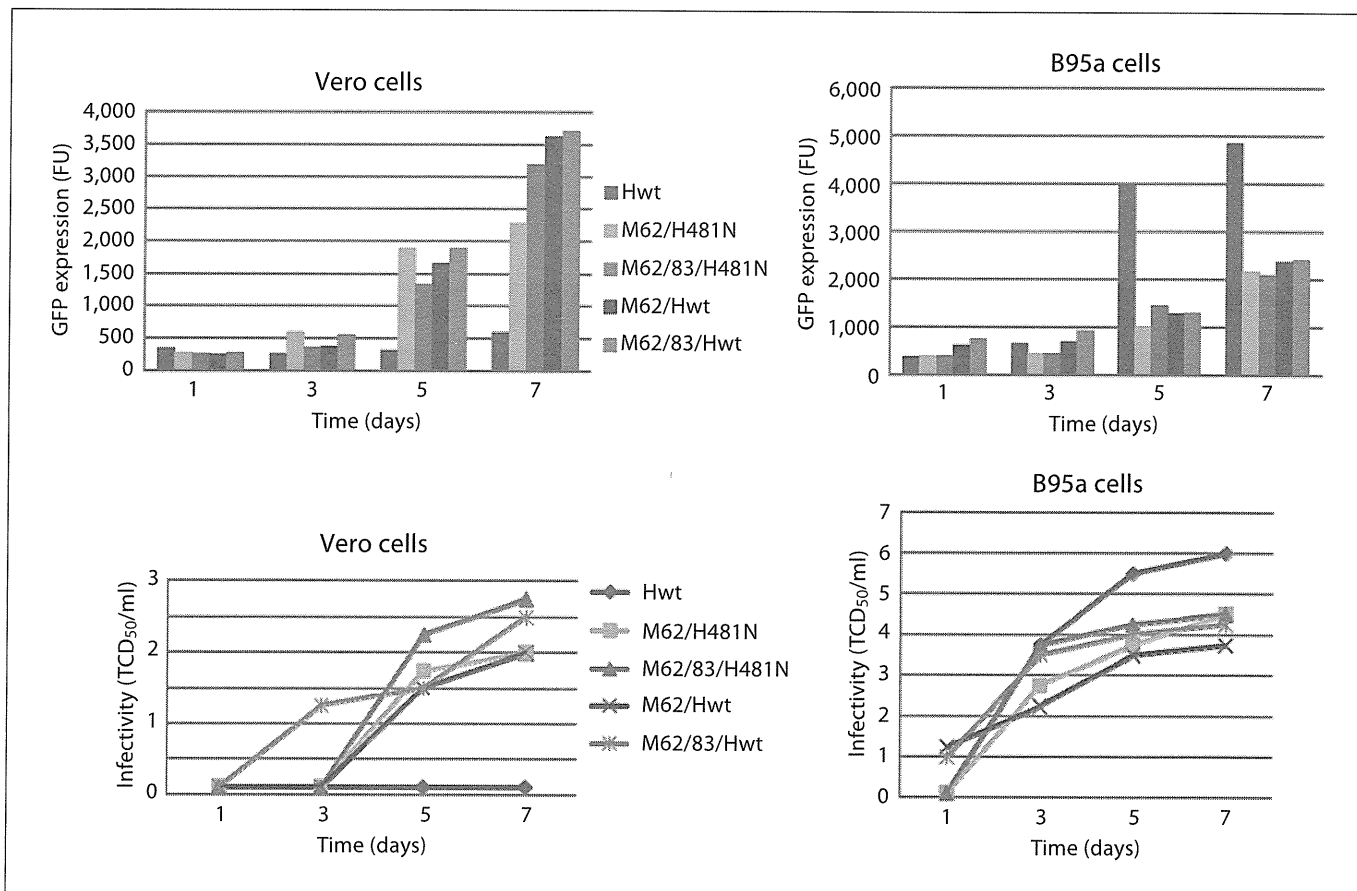 Vero cells
GFP expression (FU)
4,000
3,500
3,000
2,500
2,000
1,500
1,000
500
0
1 3 5 7
Time (days)
Hwt
M62/H481N
M62/83/H481N
M62/Hwt
M62/83/Hwt
B95a cells
GFP expression (FU)
6,000
5,000
4,000
3,000
2,000
1,000
0
1 3 5 7
Time (days)
Vero cells
Infectivity (TCD50/ml)
3
2
1
0
1 3 5 7
Time (days)
Hwt
M62/H481N
M62/83/H481N
M62/Hwt
M62/83/Hwt
B95a cells
Infectivity (TCD50/ml)
7
6
5
4
3
2
1
0
1 3 5 7
Time (days)